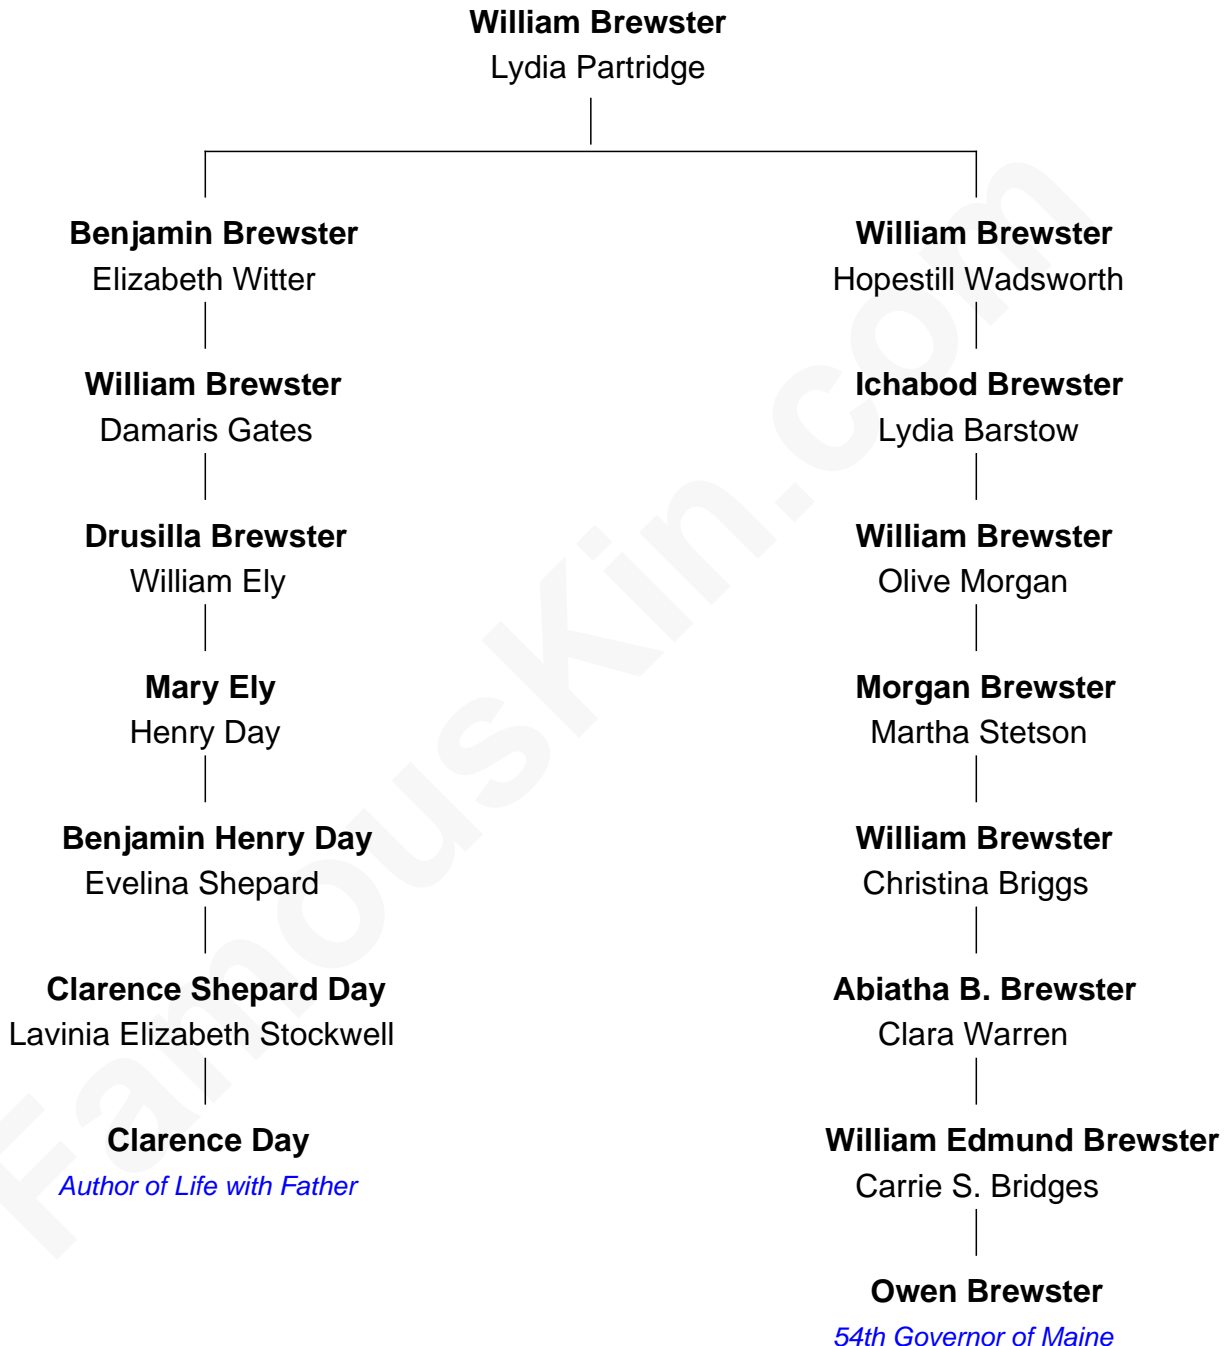 William Brewster
Lydia Partridge
Benjamin Brewster
Elizabeth Witter
William Brewster
Hopestill Wadsworth
William Brewster
Damaris Gates
Ichabod Brewster
Lydia Barstow
Drusilla Brewster
William Ely
William Brewster
Olive Morgan
Mary Ely
Henry Day
Morgan Brewster
Martha Stetson
Benjamin Henry Day
Evelina Shepard
William Brewster
Christina Briggs
Clarence Shepard Day
Lavinia Elizabeth Stockwell
Abiatha B. Brewster
Clara Warren
Clarence Day
Author of Life with Father
William Edmund Brewster
Carrie S. Bridges
Owen Brewster
54th Governor of Maine
FamousKin.com